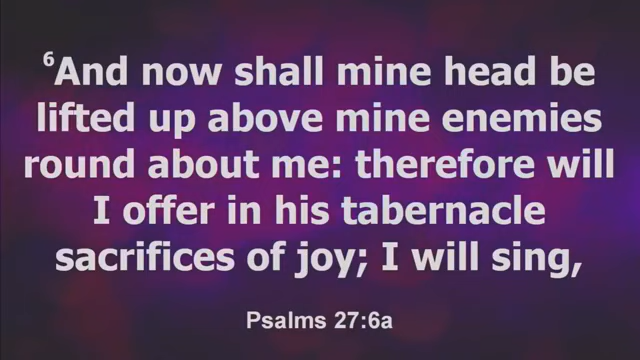 ⁶And now shall mine head be
lifted up above mine enemies
round about me: therefore will
I offer in his tabernacle
sacrifices of joy; I will sing,
Psalms 27:6a